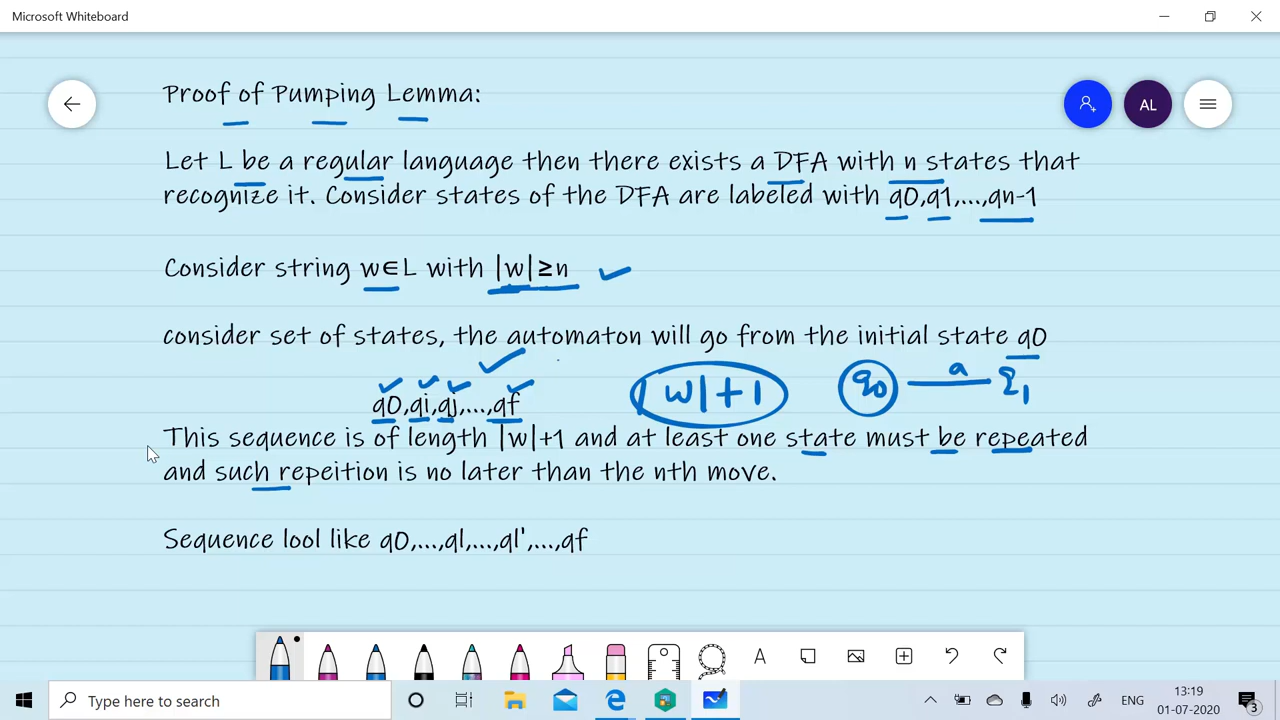 Microsoft Whiteboard
Proof of Pumping Lemma:
AL
Let L be a regular language then there exists a DFA with n states that
recognize it. Consider states of the DFA are labeled with q0,q1,...,qn-1
Consider string w∈L with |w|≥n
consider set of states, the automaton will go from the initial state q0
q0,qi,qj,...,qf
|w|+1
q0 a q1
This sequence is of length |w|+1 and at least one state must be repeated
and such repeition is no later than the nth move.
Sequence lool like q0,...,ql,...,ql',...,qf
A
Type here to search
ENG
13:19
01-07-2020
3